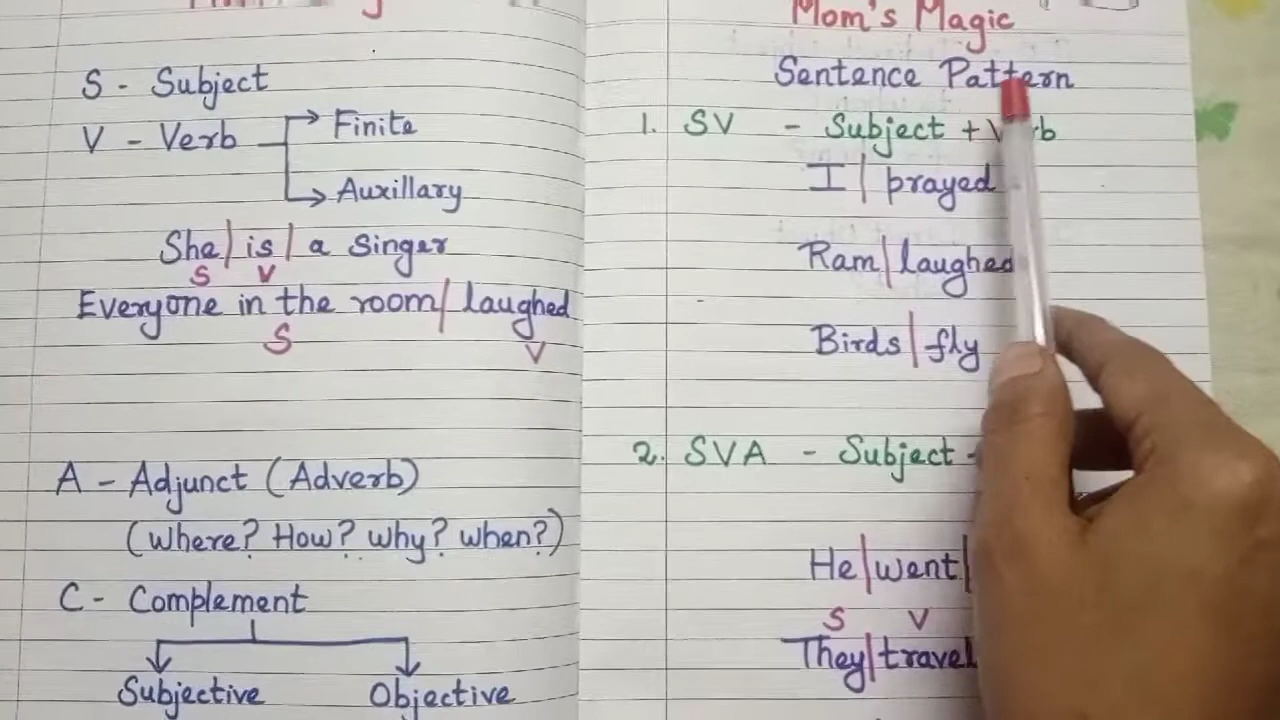 S - Subject
V - Verb
Finite
Auxillary
She | is | a singer
S V
Everyone in the room | laughed
S V
A - Adjunct (Adverb)
(Where? How? Why? when?)
C - Complement
Subjective Objective
Mom's Magic
Sentence Pattern
1. SV - Subject + Verb
I | prayed
Ram | laughed
Birds | fly
2. SVA - Subject -
He | went |
S V
They | travel